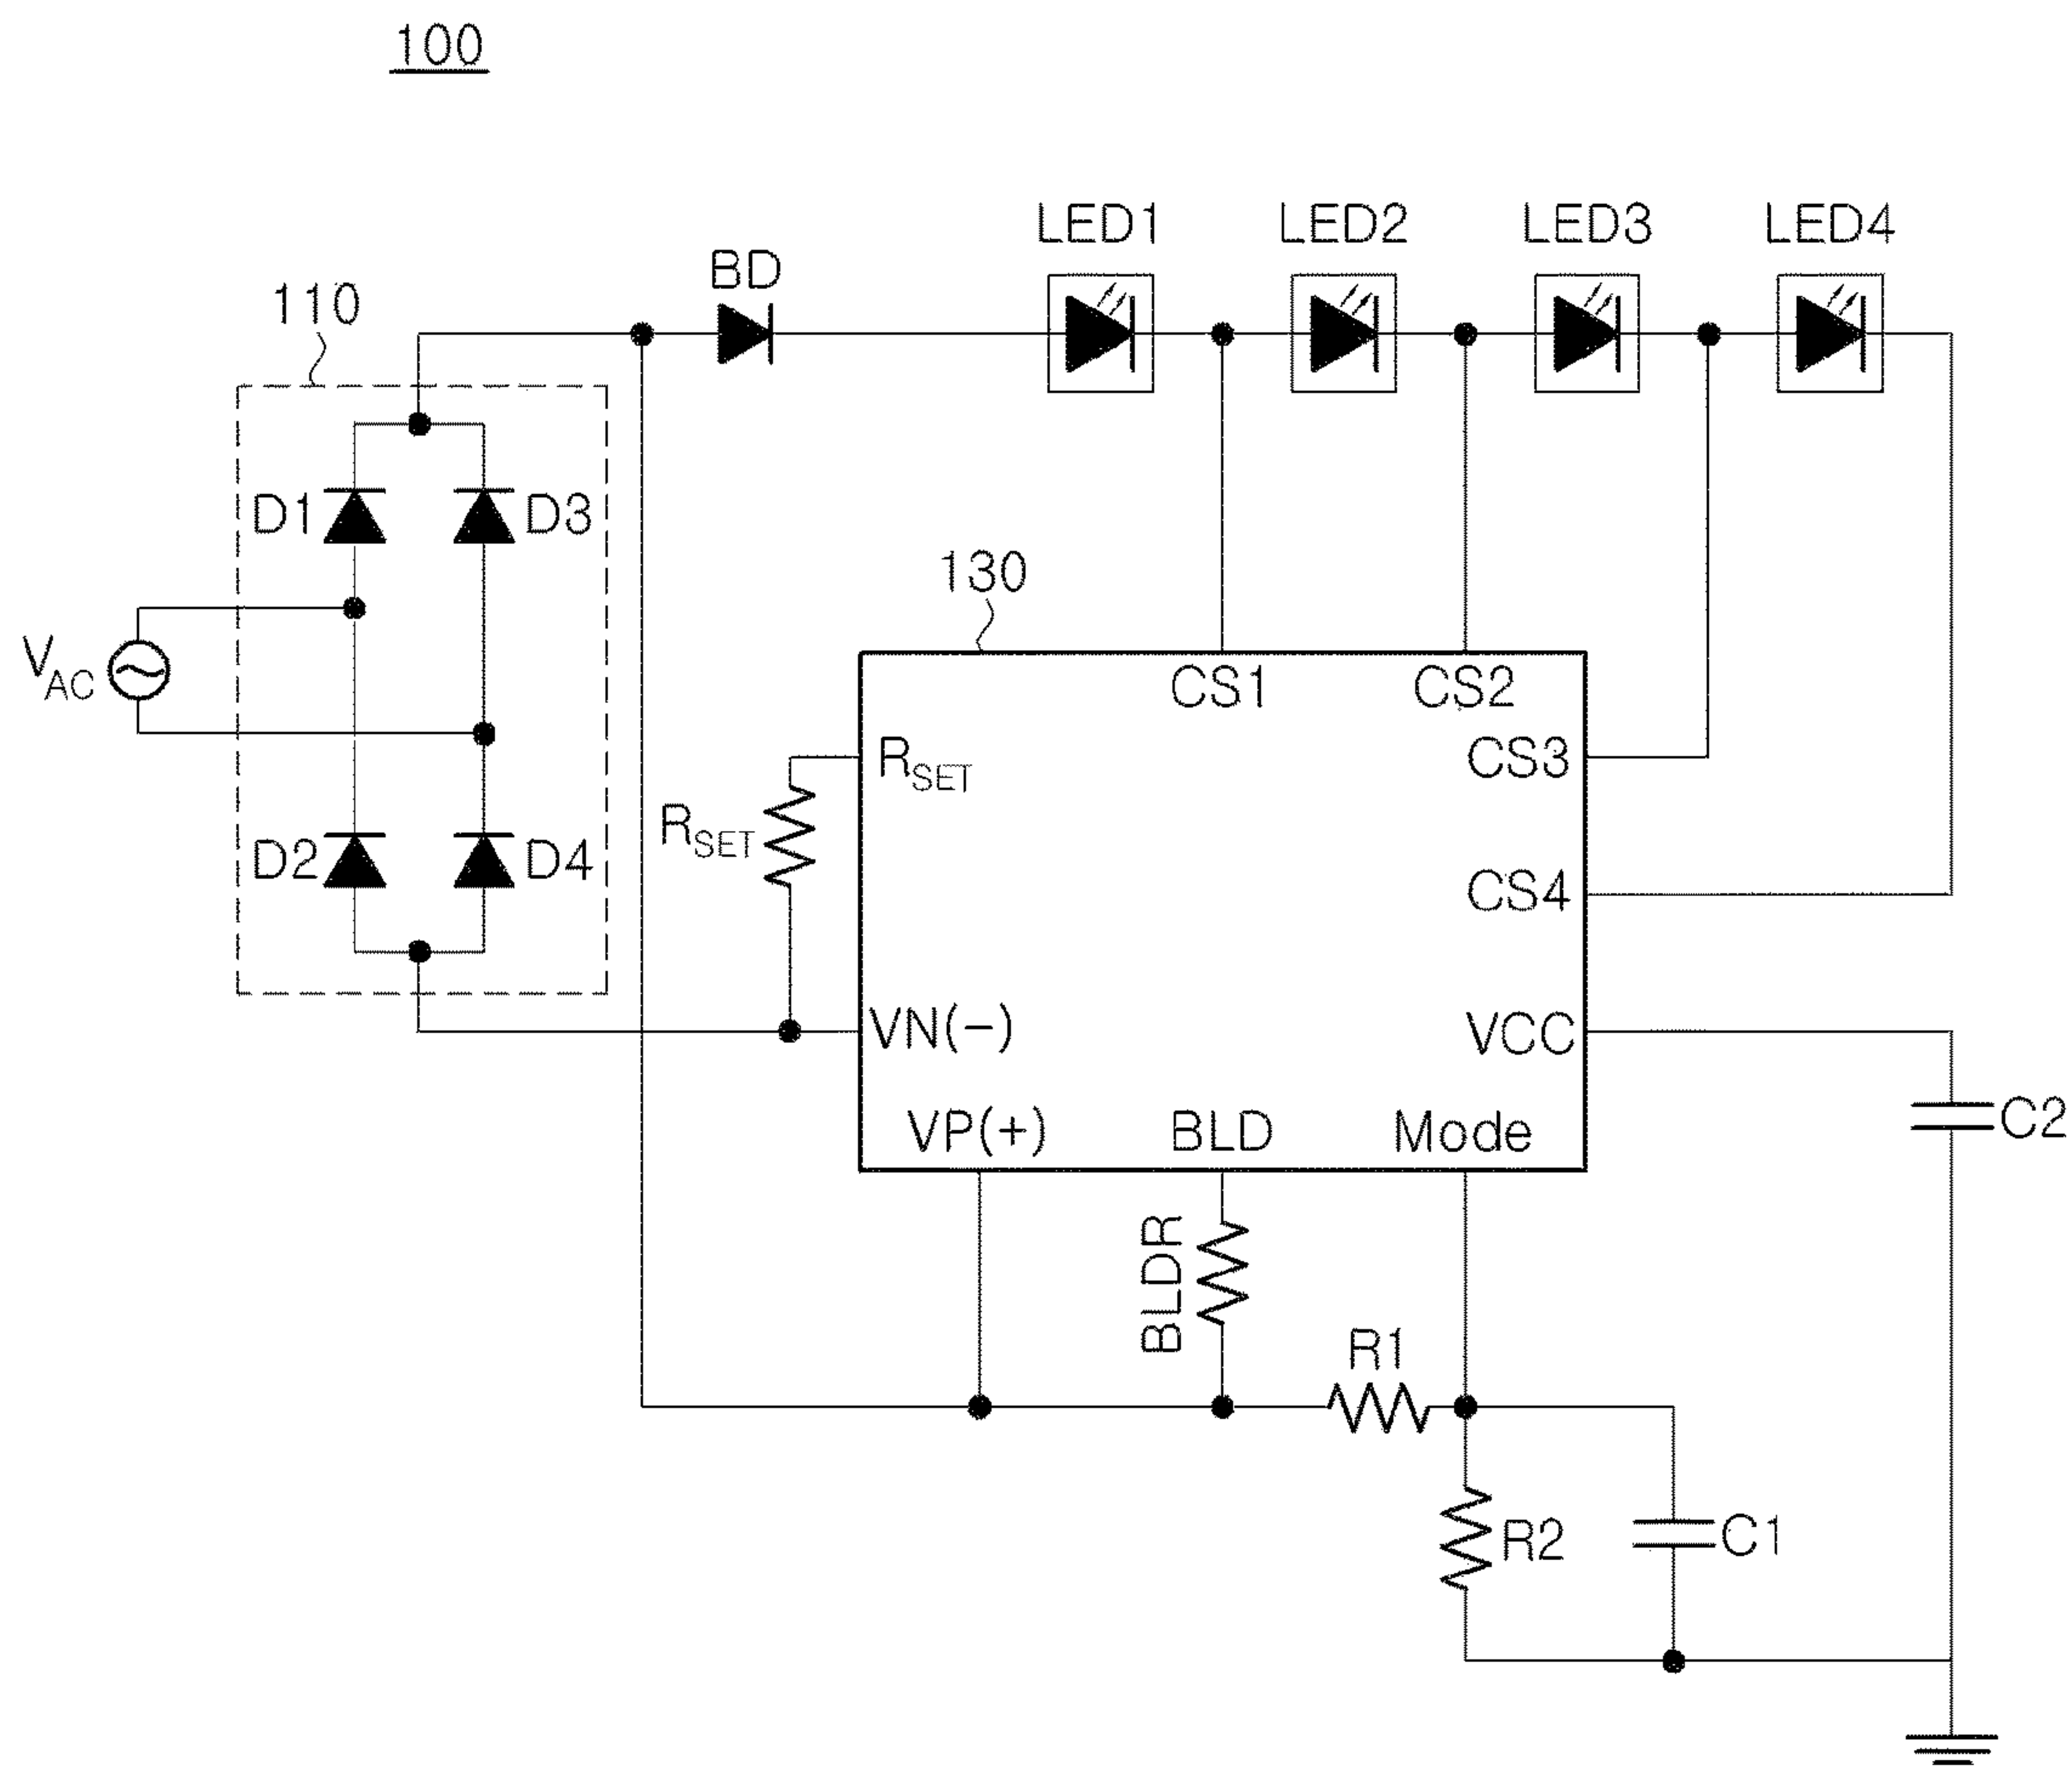 100
LED1 LED2 LED3 LED4
BD
110
D1 D3
130
VAC
CS1 CS2
RSET CS3
RSET
D2 D4 CS4
VN(-) VCC
VP(+) BLD Mode
C2
BLDR
R1
R2 C1